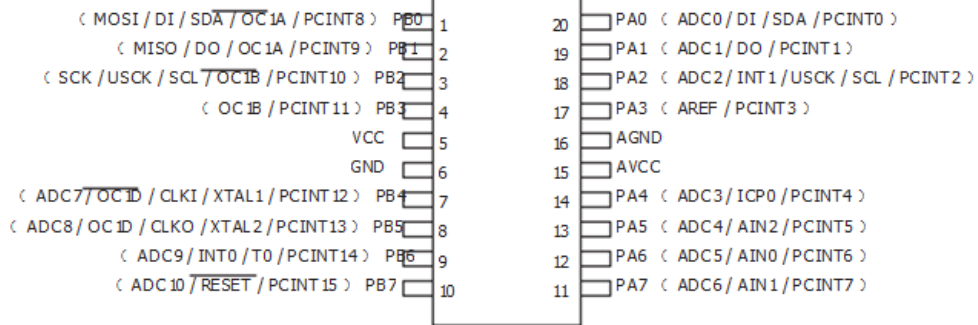 ( MOSI / DI / SDA / OC1A / PCINT8 ) PB0 1 20 PA0 ( ADC0 / DI / SDA / PCINT0 )
( MISO / DO / OC1A / PCINT9 ) PB1 2 19 PA1 ( ADC1 / DO / PCINT1 )
( SCK / USCK / SCL / OC1B / PCINT10 ) PB2 3 18 PA2 ( ADC2 / INT1 / USCK / SCL / PCINT2 )
( OC1B / PCINT11 ) PB3 4 17 PA3 ( AREF / PCINT3 )
VCC 5 16 AGND
GND 6 15 AVCC
( ADC7 / OC1D / CLKI / XTAL1 / PCINT12 ) PB4 7 14 PA4 ( ADC3 / ICP0 / PCINT4 )
( ADC8 / OC1D / CLKO / XTAL2 / PCINT13 ) PB5 8 13 PA5 ( ADC4 / AIN2 / PCINT5 )
( ADC9 / INT0 / T0 / PCINT14 ) PB6 9 12 PA6 ( ADC5 / AIN0 / PCINT6 )
( ADC10 / RESET / PCINT15 ) PB7 10 11 PA7 ( ADC6 / AIN1 / PCINT7 )